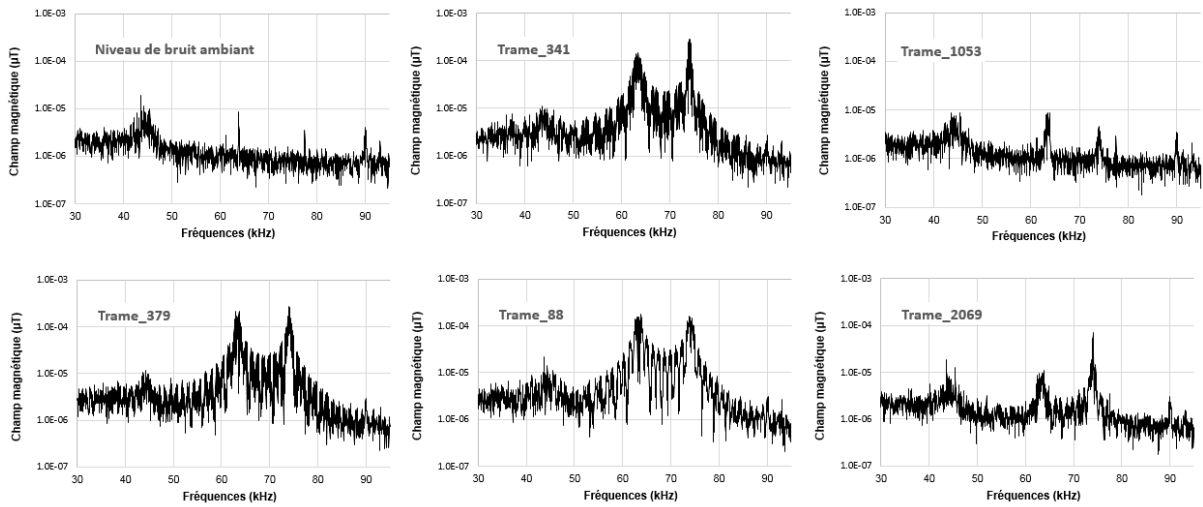 Niveau de bruit ambiant
Champ magnétique (µT)
1.0E-03
1.0E-04
1.0E-05
1.0E-06
1.0E-07
30 40 50 60 70 80 90
Fréquences (kHz)
Trame_341
Champ magnétique (µT)
1.0E-03
1.0E-04
1.0E-05
1.0E-06
1.0E-07
30 40 50 60 70 80 90
Fréquences (kHz)
Trame_1053
Champ magnétique (µT)
1.0E-03
1.0E-04
1.0E-05
1.0E-06
1.0E-07
30 40 50 60 70 80 90
Fréquences (kHz)
Trame_379
Champ magnétique (µT)
1.0E-03
1.0E-04
1.0E-05
1.0E-06
1.0E-07
30 40 50 60 70 80 90
Fréquences (kHz)
Trame_88
Champ magnétique (µT)
1.0E-03
1.0E-04
1.0E-05
1.0E-06
1.0E-07
30 40 50 60 70 80 90
Fréquences (kHz)
Trame_2069
Champ magnétique (µT)
1.0E-03
1.0E-04
1.0E-05
1.0E-06
1.0E-07
30 40 50 60 70 80 90
Fréquences (kHz)